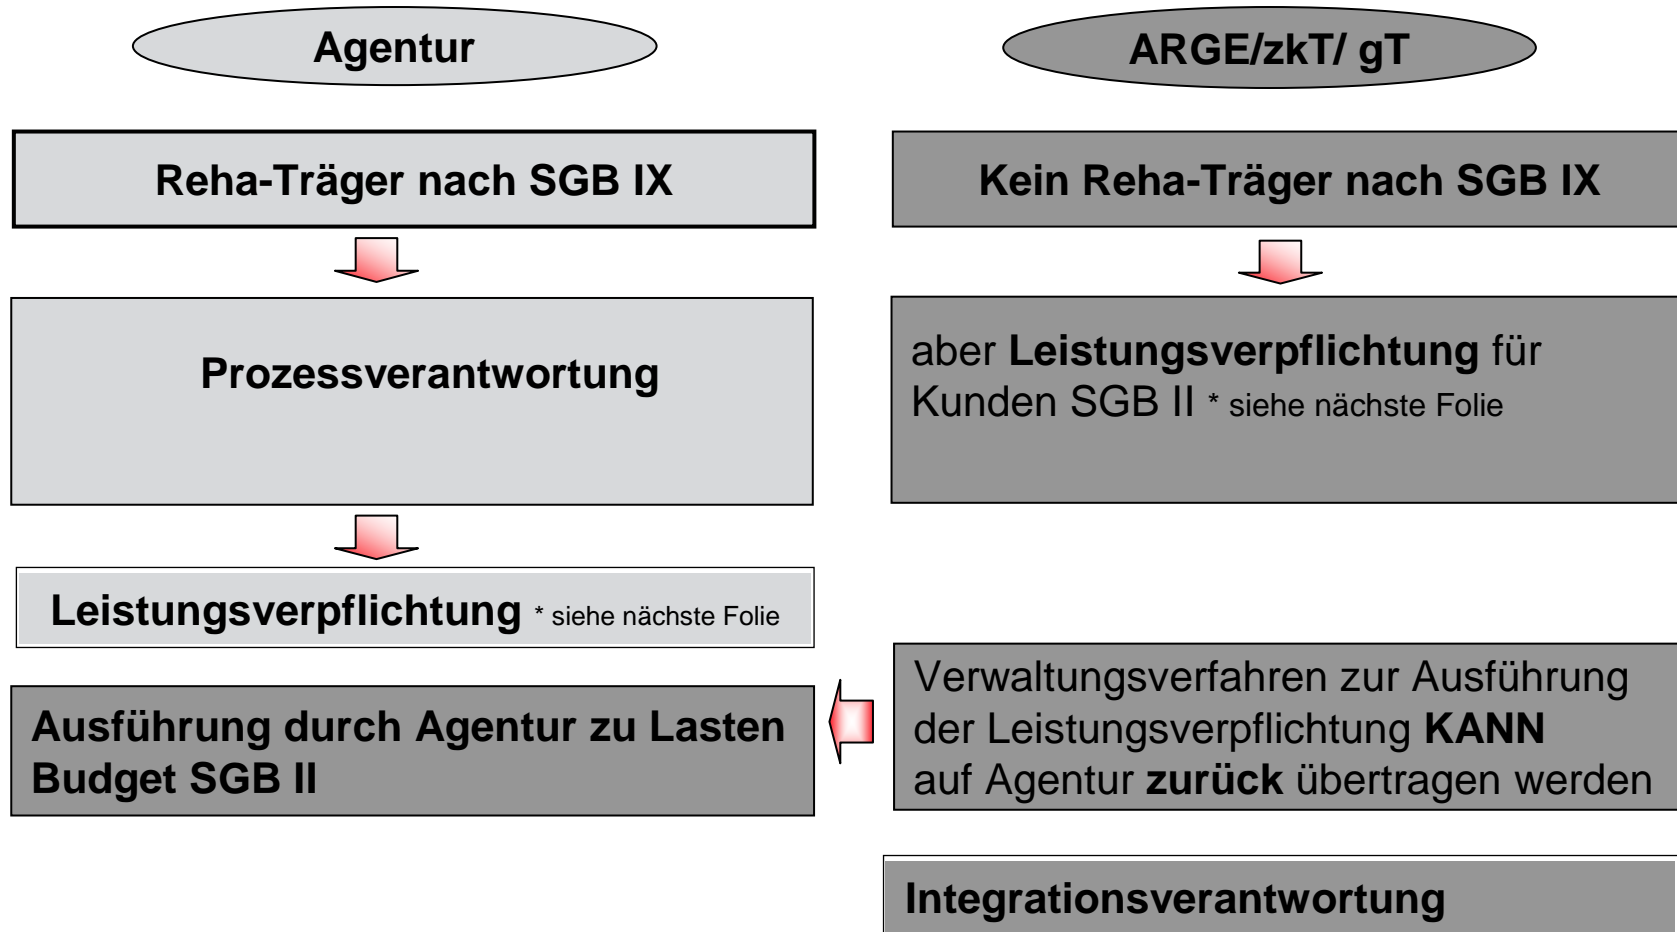 Agentur
ARGE/zkT/ gT
Reha-Träger nach SGB IX
Kein Reha-Träger nach SGB IX
Prozessverantwortung
aber Leistungsverpflichtung für
Kunden SGB II * siehe nächste Folie
Leistungsverpflichtung * siehe nächste Folie
Ausführung durch Agentur zu Lasten
Budget SGB II
Verwaltungsverfahren zur Ausführung
der Leistungsverpflichtung KANN
auf Agentur zurück übertragen werden
Integrationsverantwortung